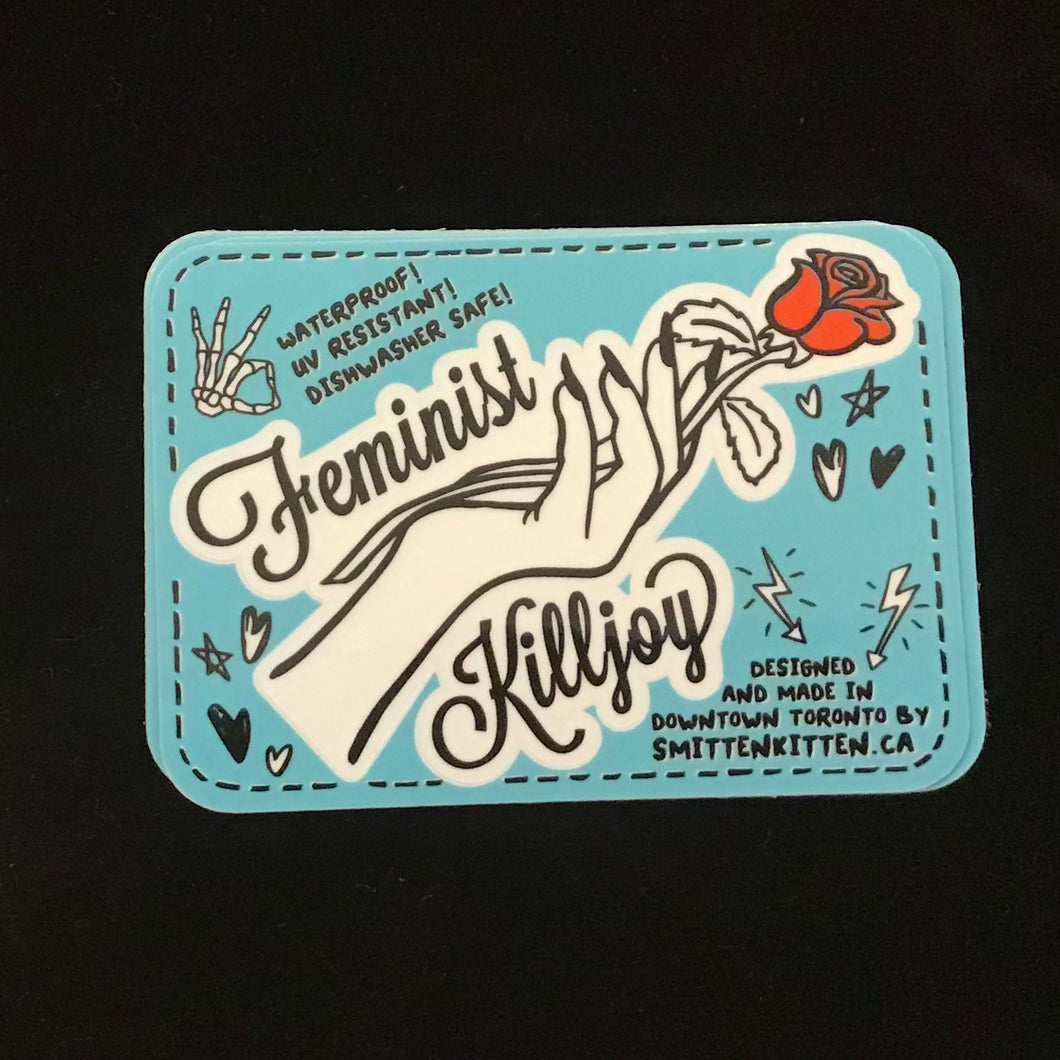 WATERPROOF!
UV RESISTANT!
DISHWASHER SAFE!
Feminist
Killjoy
DESIGNED
AND MADE IN
DOWNTOWN TORONTO BY
SMITTENKITTEN.CA